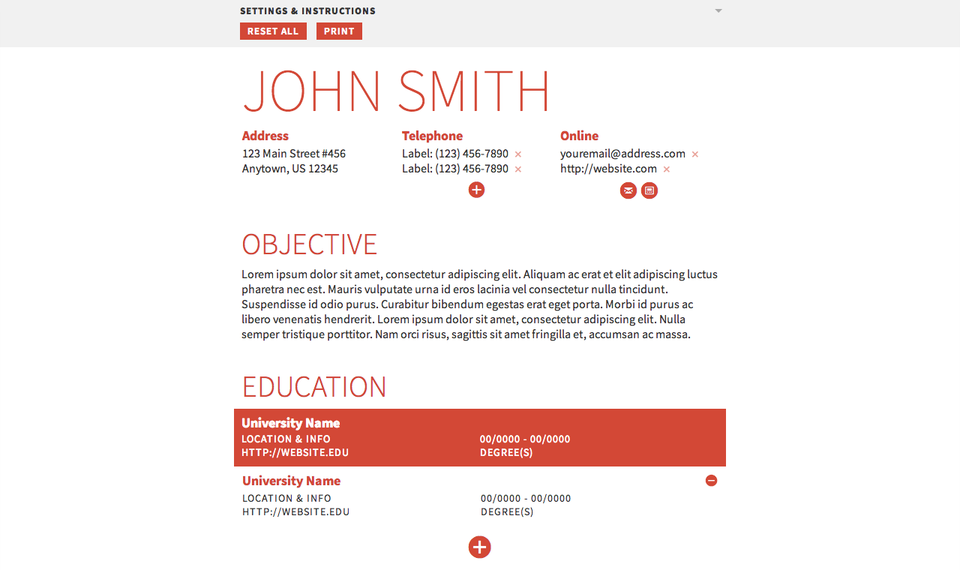 SETTINGS & INSTRUCTIONS
RESET ALL PRINT
JOHN SMITH
Address
123 Main Street #456
Anytown, US 12345
Telephone
Label: (123) 456-7890
Label: (123) 456-7890
Online
youremail@address.com
http://website.com
OBJECTIVE
Lorem ipsum dolor sit amet, consectetur adipiscing elit. Aliquam ac erat et elit adipiscing luctus
pharetra nec est. Mauris vulputate urna id eros lacinia vel consectetur nulla tincidunt.
Suspendisse id odio purus. Curabitur bibendum egestas erat eget porta. Morbi id purus ac
libero venenatis hendrerit. Lorem ipsum dolor sit amet, consectetur adipiscing elit. Nulla
semper tristique porttitor. Nam orci risus, sagittis sit amet fringilla et, accumsan ac massa.
EDUCATION
University Name
LOCATION & INFO 00/0000 - 00/0000
HTTP://WEBSITE.EDU DEGREE(S)
University Name
LOCATION & INFO 00/0000 - 00/0000
HTTP://WEBSITE.EDU DEGREE(S)